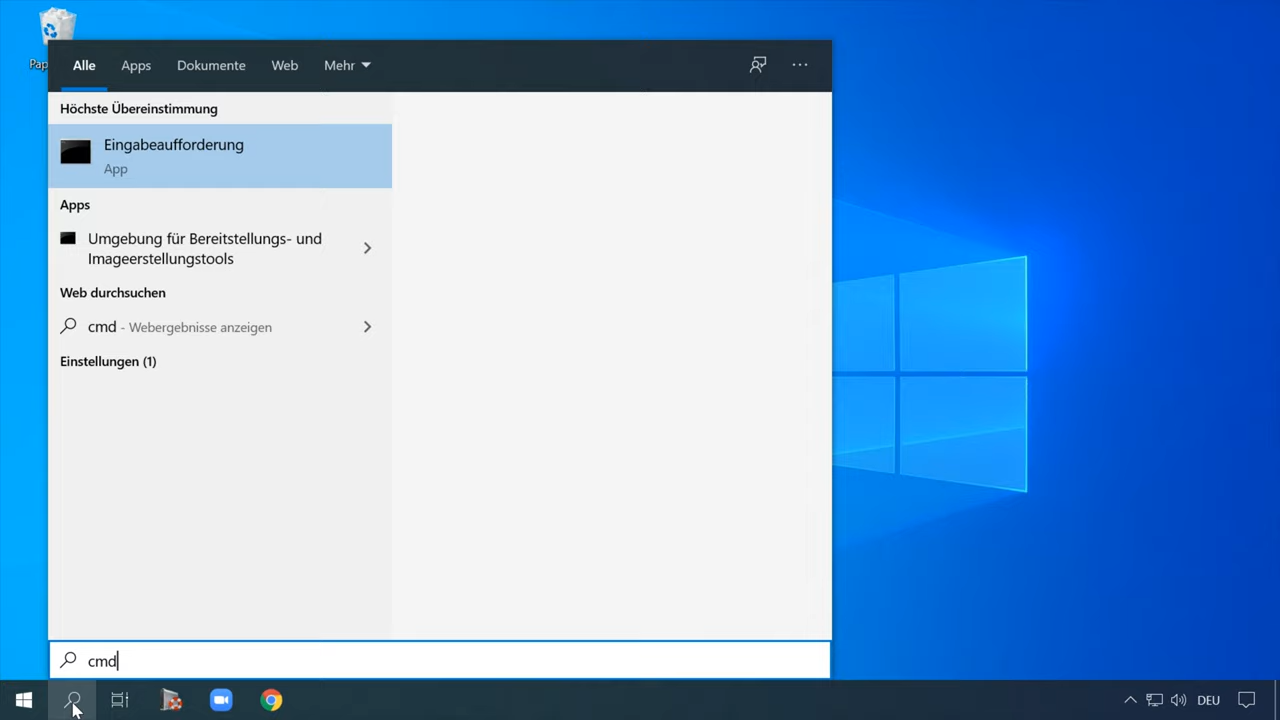 Pap
Alle Apps Dokumente Web Mehr
Höchste Übereinstimmung
Eingabeaufforderung
App
Apps
Umgebung für Bereitstellungs- und
Imageerstellungstools
Web durchsuchen
cmd - Webergebnisse anzeigen
Einstellungen (1)
cmd
DEU